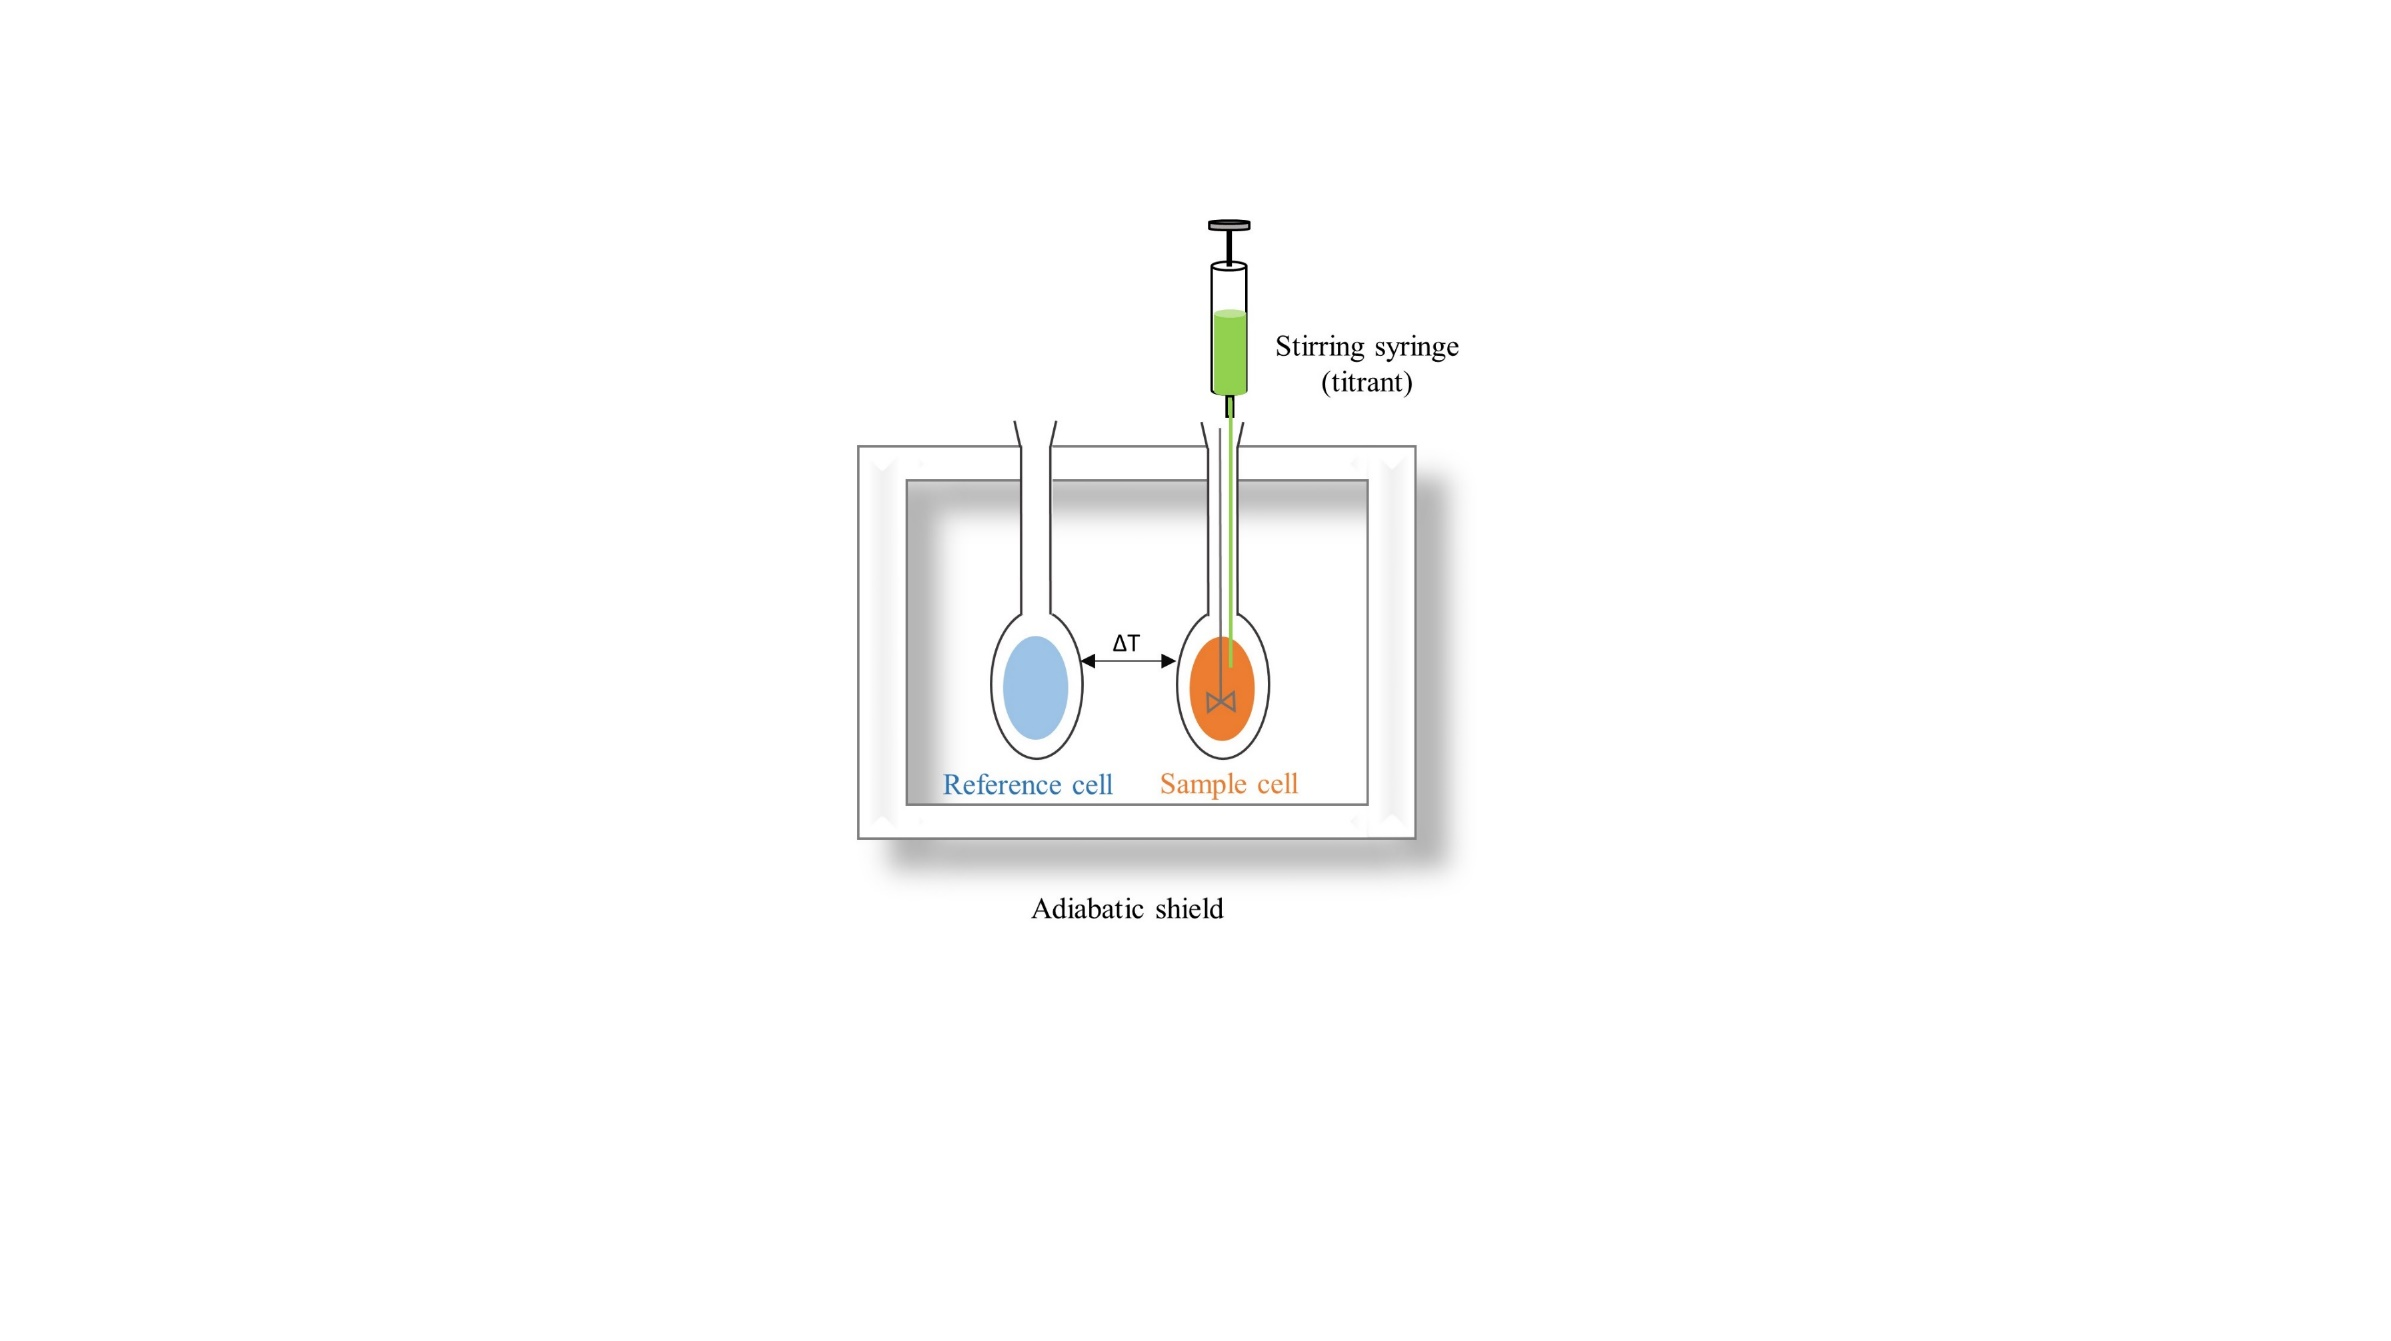 Stirring syringe
(titrant)
ΔT
Reference cell
Sample cell
Adiabatic shield